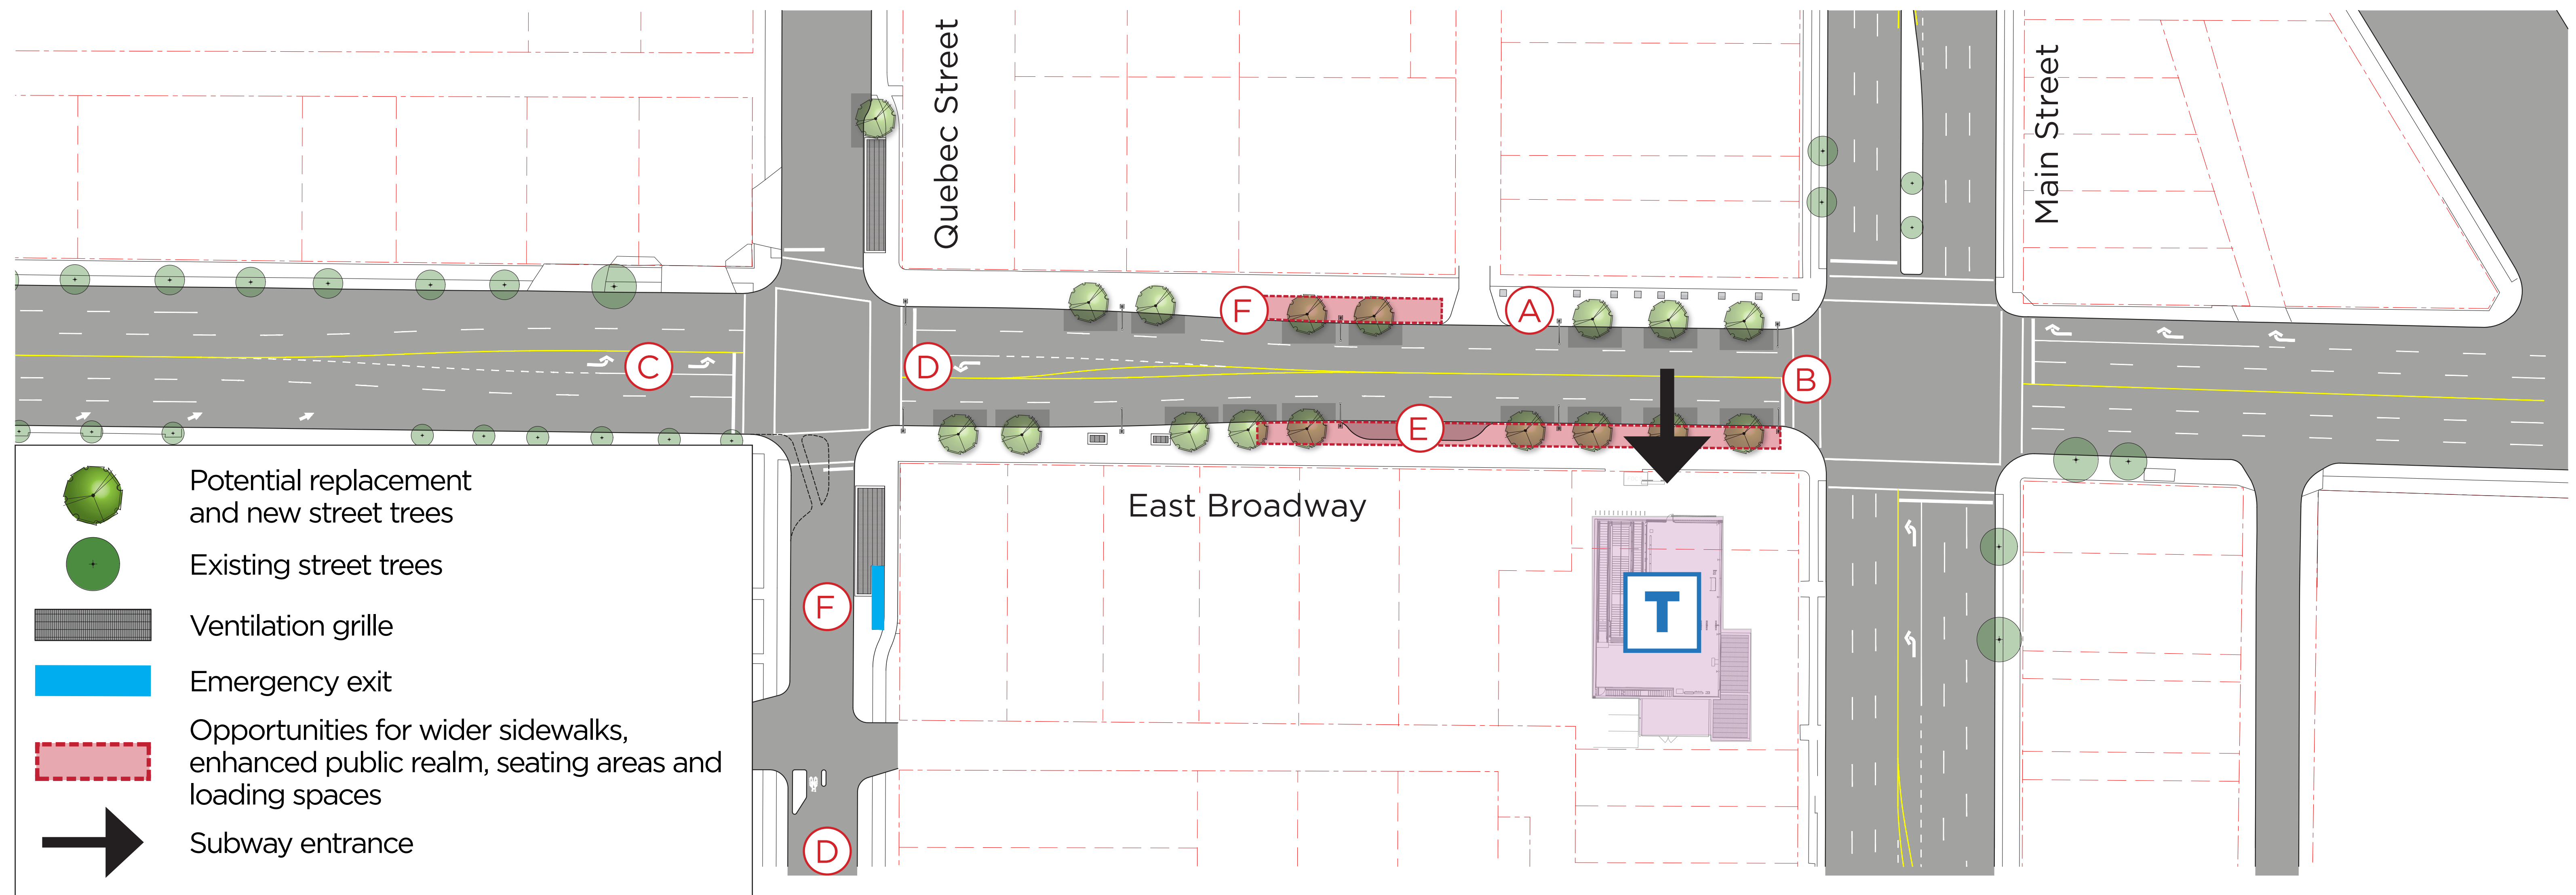 Quebec Street
Main Street
F
A
C
D
B
E
East Broadway
T
F
D
Potential replacement
and new street trees
Existing street trees
Ventilation grille
Emergency exit
Opportunities for wider sidewalks,
enhanced public realm, seating areas and
loading spaces
Subway entrance